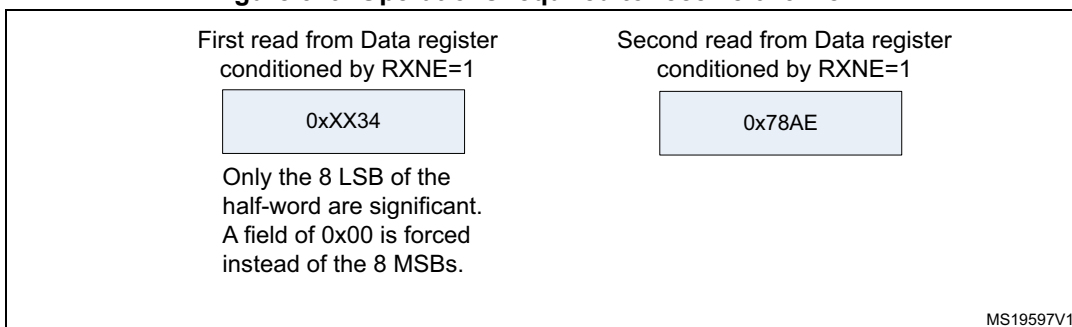 First read from Data register
conditioned by RXNE=1
0xXX34
Only the 8 LSB of the
half-word are significant.
A field of 0x00 is forced
instead of the 8 MSBs.
Second read from Data register
conditioned by RXNE=1
0x78AE
MS19597V1